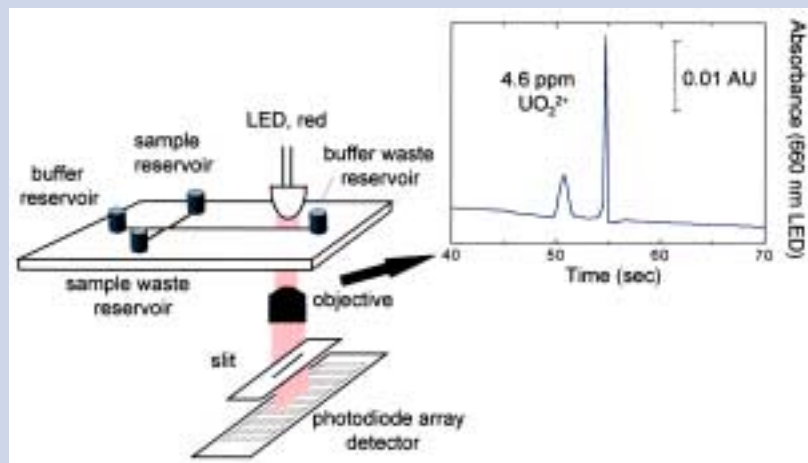 LED, red
sample
reservoir
buffer
reservoir
buffer waste
reservoir
sample waste
reservoir
objective
slit
photodiode array
detector
4.6 ppm
UO₂²⁺
0.01 AU
Absorbance (660 nm LED)
40 50 60 70
Time (sec)